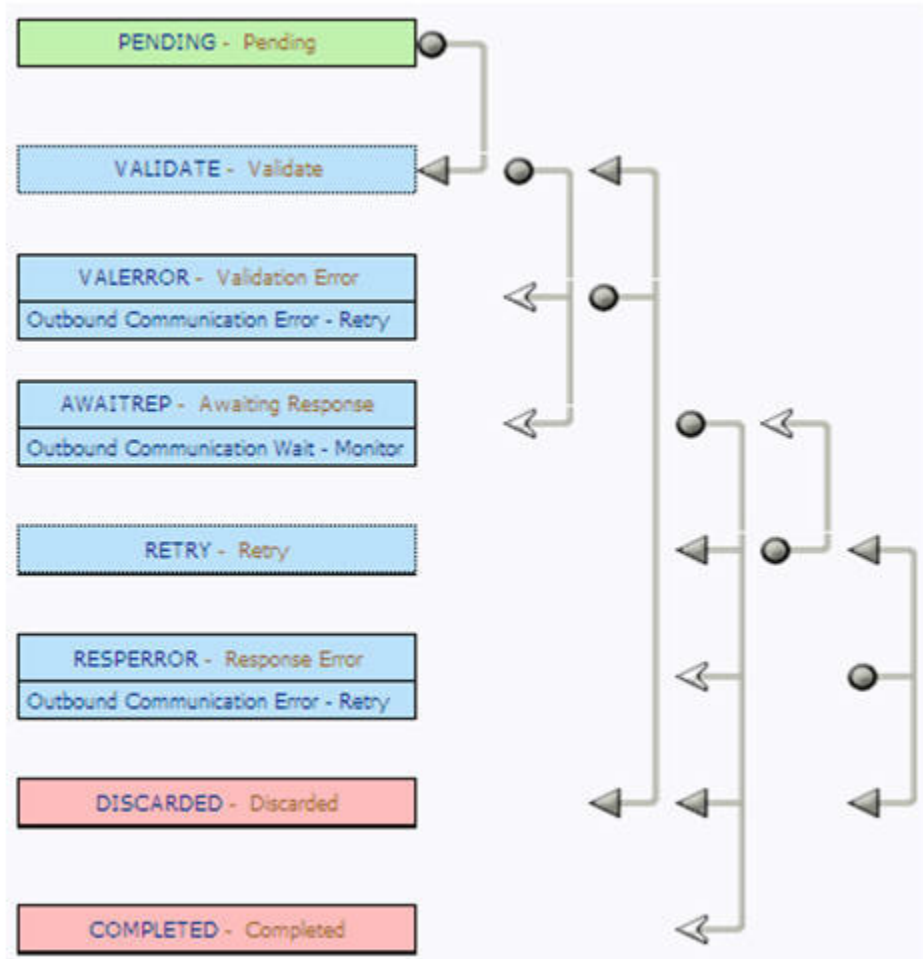 PENDING - Pending
VALIDATE - Validate
VALERROR - Validation Error
Outbound Communication Error - Retry
AWAITREP - Awaiting Response
Outbound Communication Wait - Monitor
RETRY - Retry
RESPERROR - Response Error
Outbound Communication Error - Retry
DISCARDED - Discarded
COMPLETED - Completed